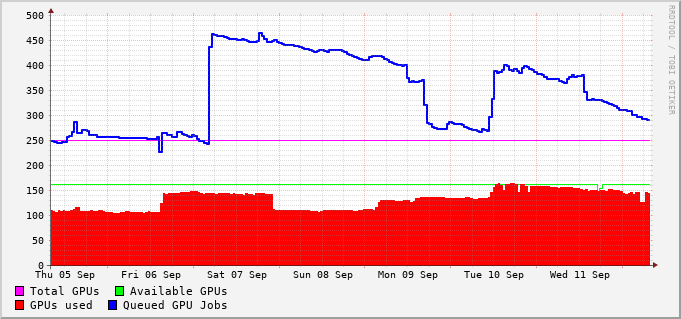 RRDTOOL / TOBI OETIKER
500
450
400
350
300
250
200
150
100
50
0
Thu 05 Sep Fri 06 Sep Sat 07 Sep Sun 08 Sep Mon 09 Sep Tue 10 Sep Wed 11 Sep
Total GPUs Available GPUs
GPUs used Queued GPU Jobs